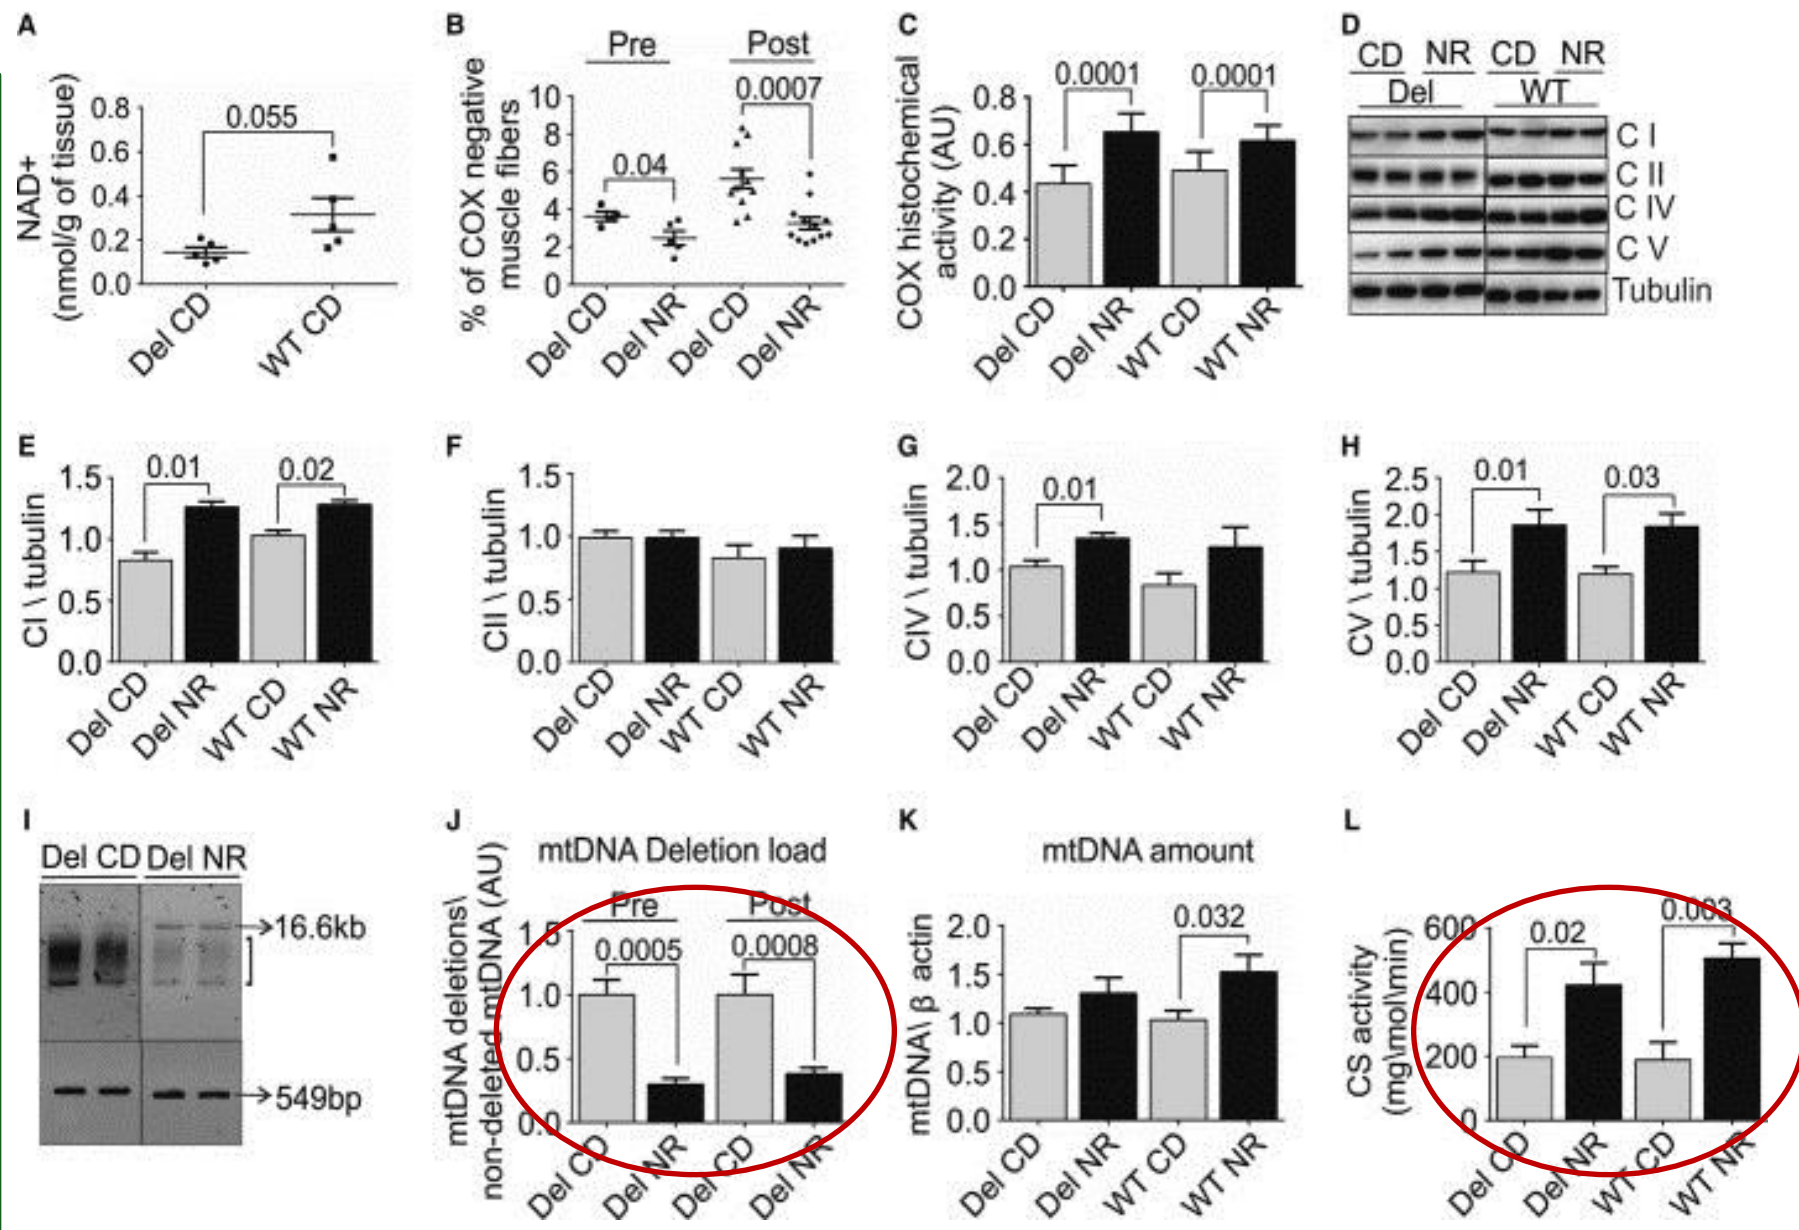 A
NAD+
(nmol/g of tissue)
0.8
0.6
0.4
0.2
0.0
0.055
Del CD
WT CD
B
Pre
Post
% of COX negative
muscle fibers
10
8
6
4
2
0
0.04
0.0007
Del CD
Del NR
Del CD
Del NR
C
COX histochemical
activity (AU)
0.8
0.6
0.4
0.2
0.0
0.0001
0.0001
Del CD
Del NR
WT CD
WT NR
D
CD NR CD NR
Del WT
C I
C II
C IV
C V
Tubulin
E
CI \ tubulin
1.5
1.0
0.5
0.0
0.01
0.02
Del CD
Del NR
WT CD
WT NR
F
CII \ tubulin
1.5
1.0
0.5
0.0
Del CD
Del NR
WT CD
WT NR
G
CIV \ tubulin
2.0
1.5
1.0
0.5
0.0
0.01
Del CD
Del NR
WT CD
WT NR
H
CV \ tubulin
2.5
2.0
1.5
1.0
0.5
0.0
0.01
0.03
Del CD
Del NR
WT CD
WT NR
I
Del CD Del NR
16.6kb
549bp
J
mtDNA Deletion load
Pre
Post
mtDNA deletions\
non-deleted mtDNA (AU)
1.5
1.0
0.5
0.0
0.0005
0.0008
Del CD
Del NR
Del CD
Del NR
K
mtDNA amount
mtDNA\ β actin
2.0
1.5
1.0
0.5
0.0
0.032
Del CD
Del NR
WT CD
WT NR
L
CS activity
(mg\mol\min)
600
400
200
0
0.02
0.003
Del CD
Del NR
WT CD
WT NR